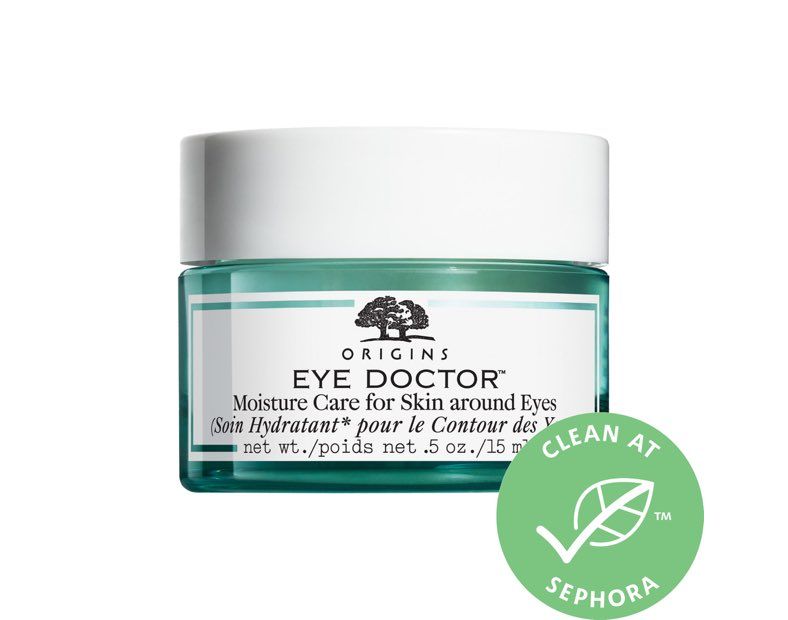 ORIGINS
EYE DOCTOR™
Moisture Care for Skin around Eyes
(Soin Hydratant* pour le Contour des
net wt./poids net .5 oz./15 ml
CLEAN AT
™
SEPHORA